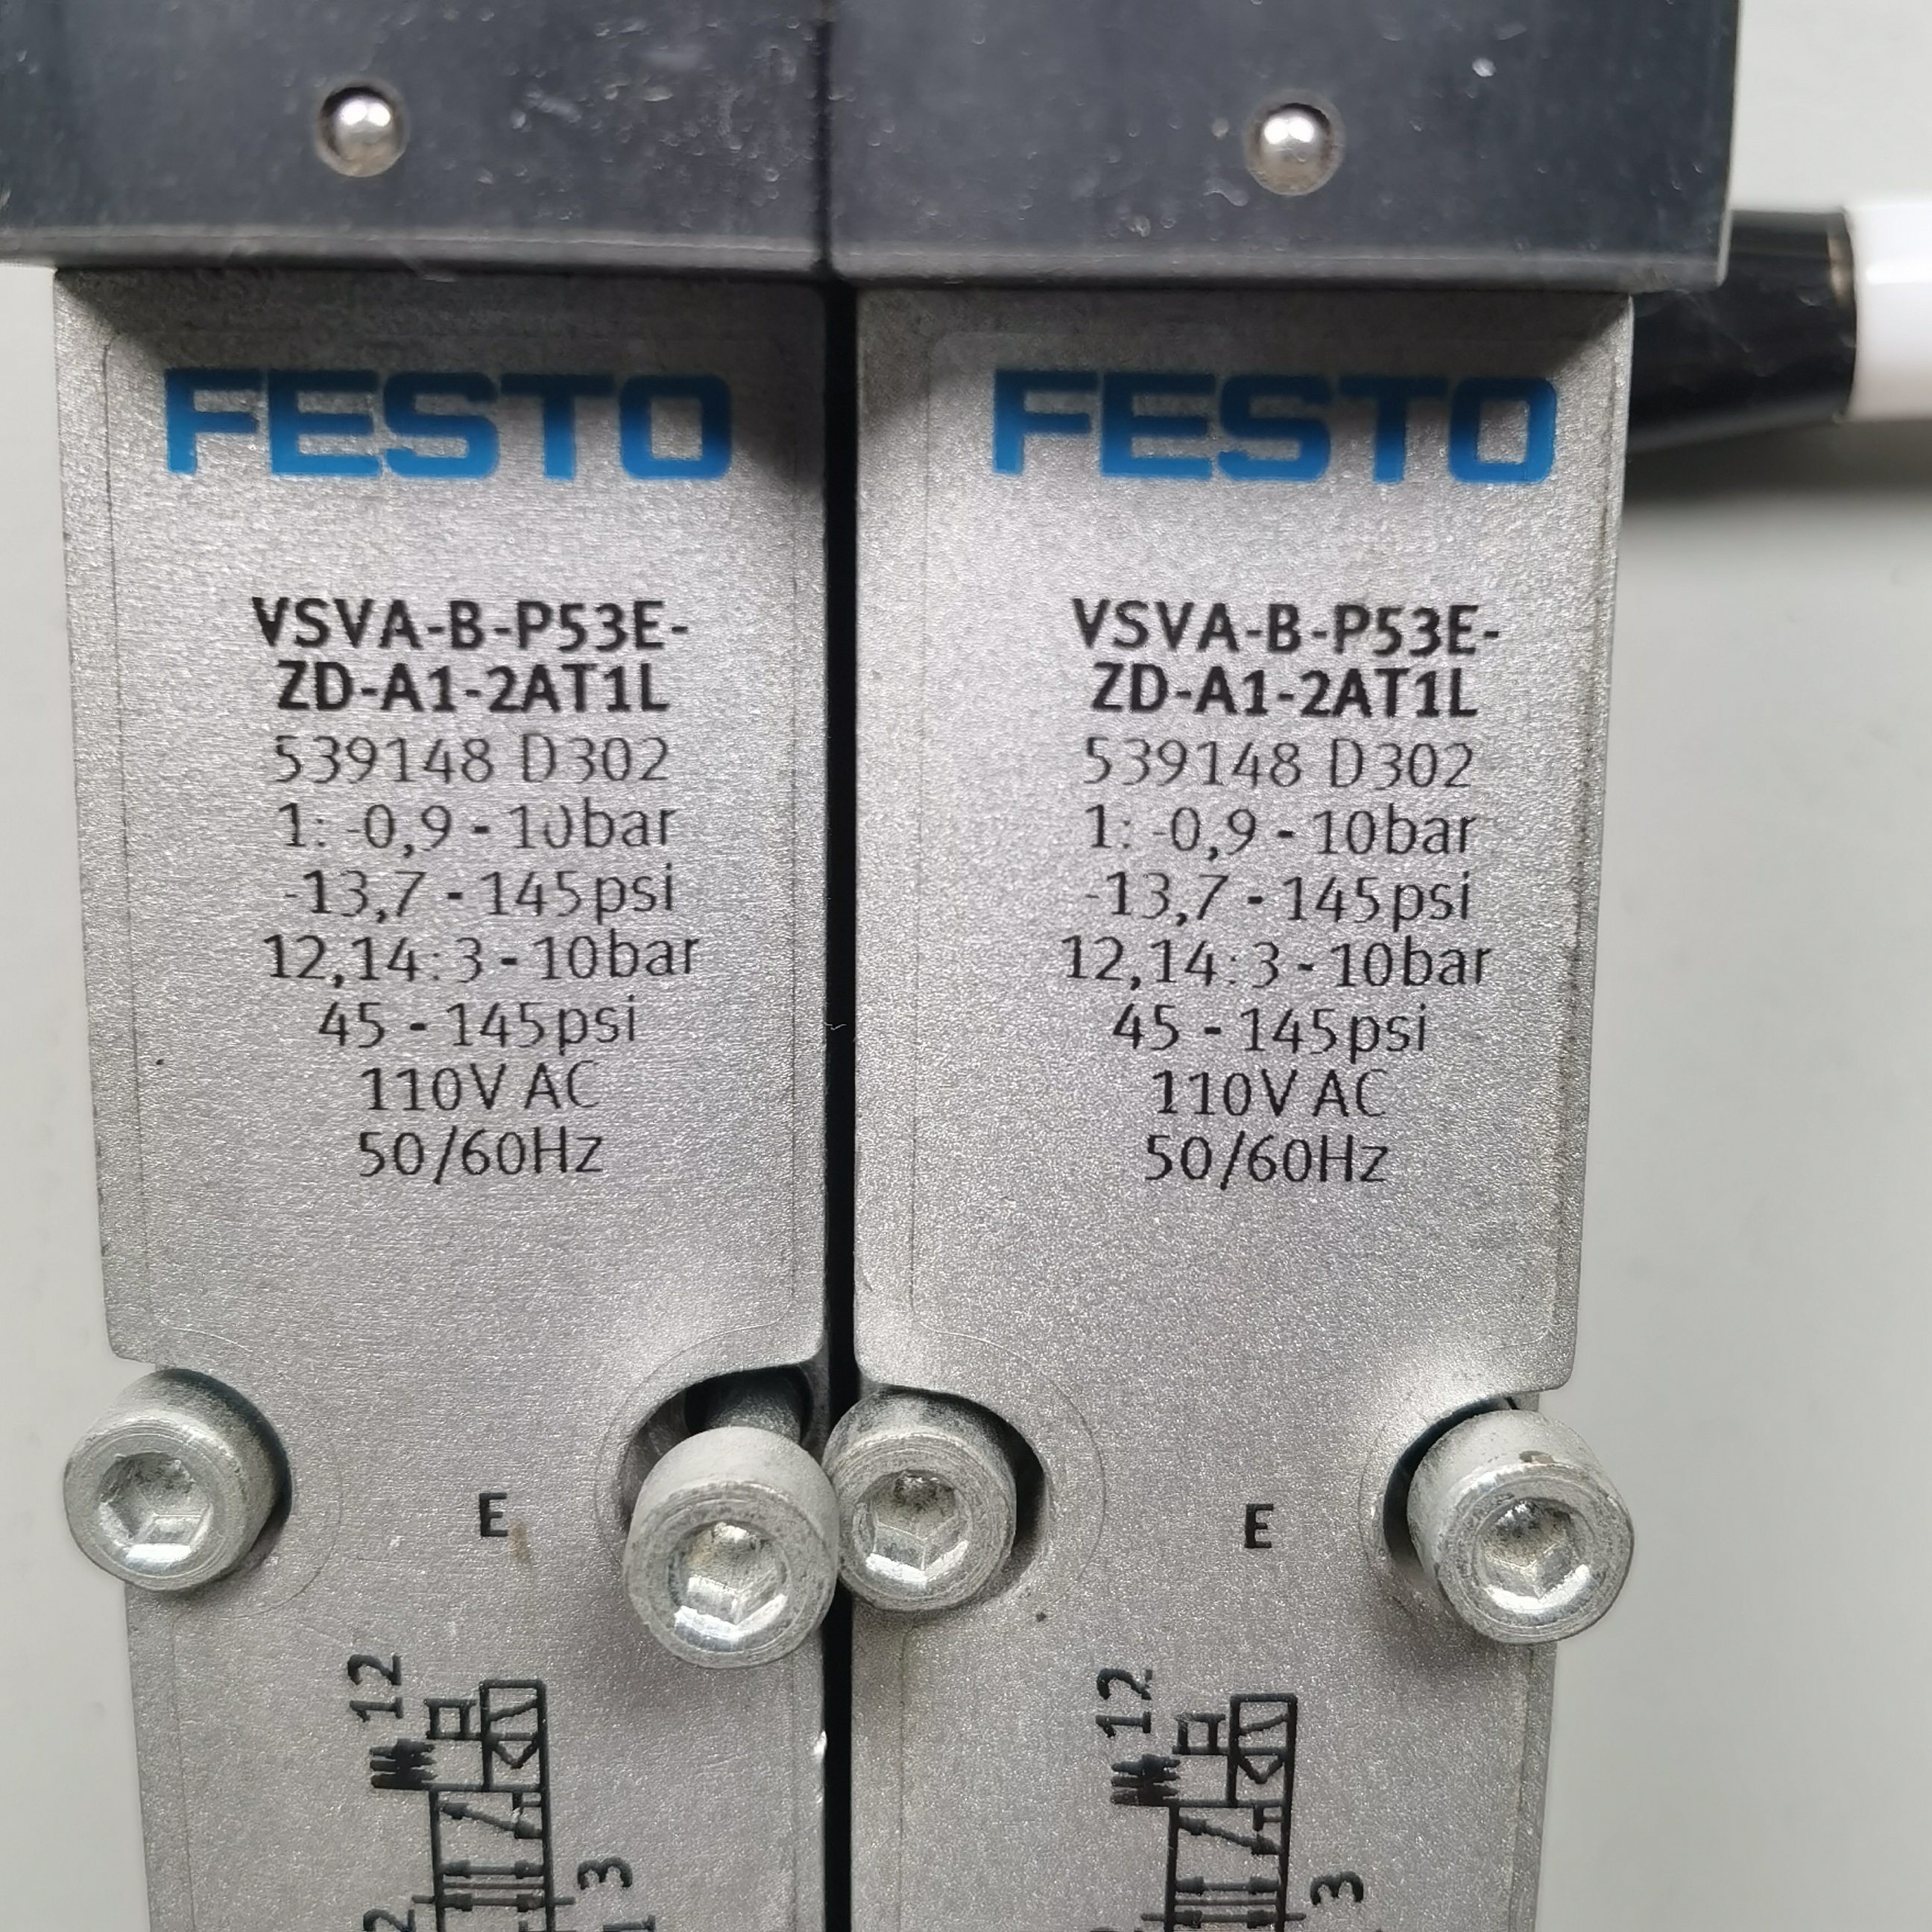 FESTO
VSVA-B-P53E-
ZD-A1-2AT1L
539148 D302
1: -0,9 - 10bar
-13,7 - 145psi
12,14:3 - 10bar
45 - 145psi
110V AC
50/60Hz
E
12
3
FESTO
VSVA-B-P53E-
ZD-A1-2AT1L
539148 D302
1: -0,9 - 10bar
-13,7 - 145psi
12,14:3 - 10bar
45 - 145psi
110V AC
50/60Hz
E
12
3